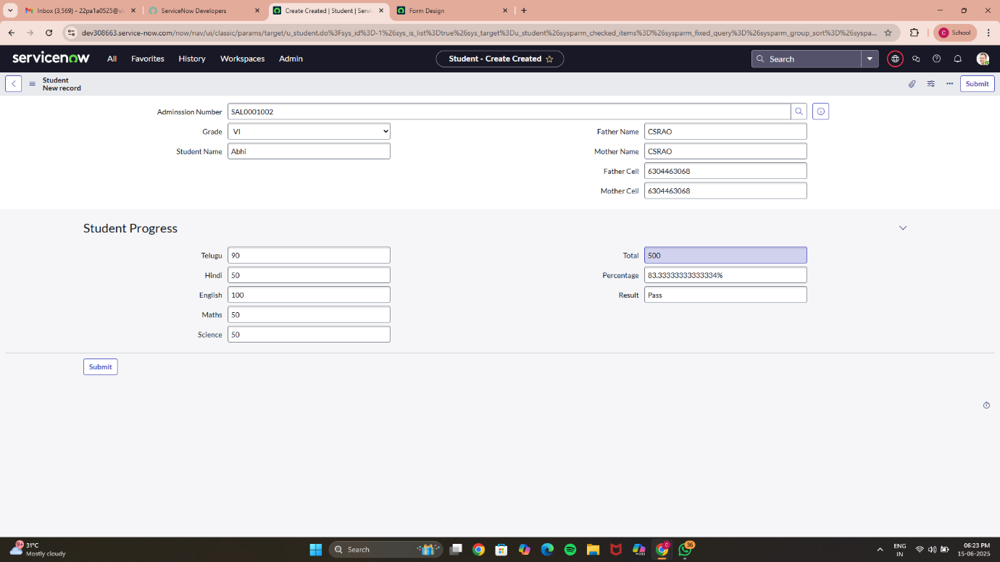 Inbox (3,569) - 22pa1a0525@vi
ServiceNow Developers
Create Created | Student | Servi
Form Design
dev308663.service-now.com/now/nav/ui/classic/params/target/u_student.do%3Fsys_id%3D-1%26sys_is_list%3Dtrue%26sys_target%3Du_student%26sysparm_checked_items%3D%26sysparm_fixed_query%3D%26sysparm_group_sort%3D%26syspa...
C School
servicenow
All Favorites History Workspaces Admin
Student - Create Created
Search
Student
New record
Submit
Adminssion Number SAL0001002
Grade VI
Father Name CSRAO
Student Name Abhi
Mother Name CSRAO
Father Cell 6304463068
Mother Cell 6304463068
Student Progress
Telugu 90
Total 500
Hindi 50
Percentage 83.33333333333334%
English 100
Result Pass
Maths 50
Science 50
Submit
9+
31°C
Mostly cloudy
Search
M365
C
36
ENG
IN
06:23 PM
15-06-2025